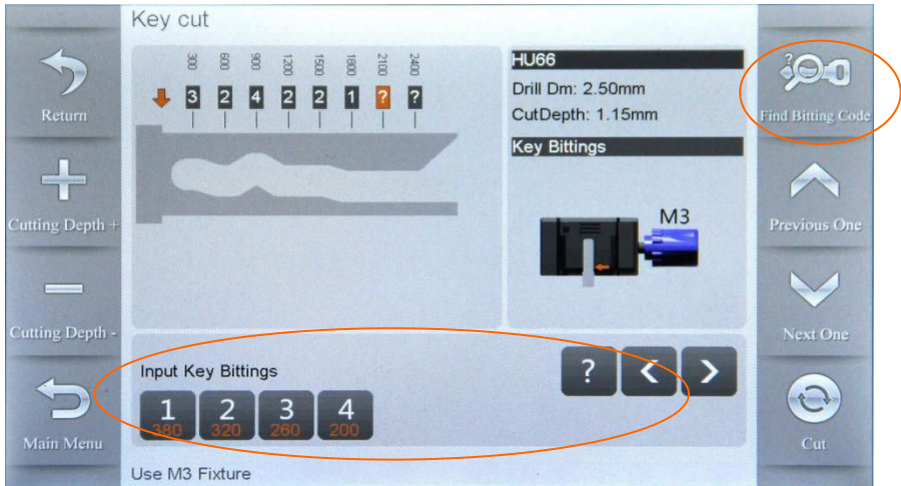 Key cut
Return
Cutting Depth +
Cutting Depth -
Main Menu
300 600 900 1200 1500 1800 2100 2400
3 2 4 2 2 1 ? ?
HU66
Drill Dm: 2.50mm
CutDepth: 1.15mm
Key Bittings
M3
Input Key Bittings
1 2 3 4
380 320 260 200
? < >
Use M3 Fixture
Find Bitting Code
Previous One
Next One
Cut